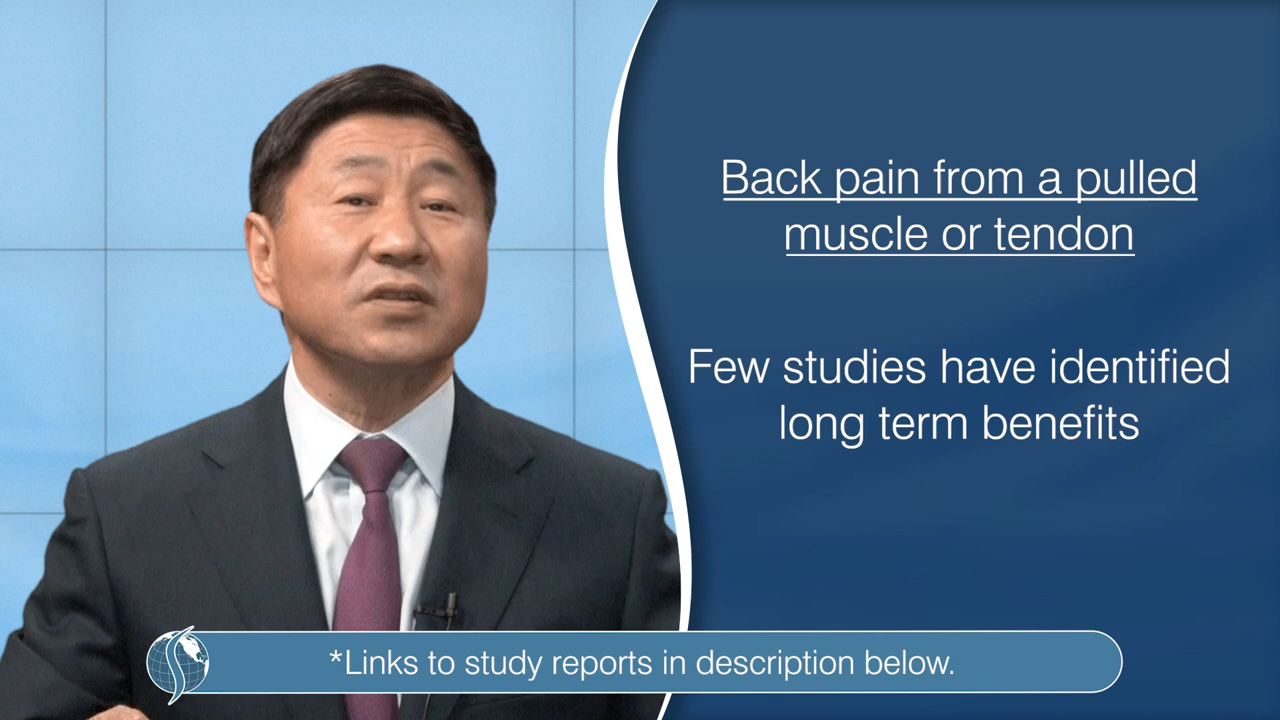 Back pain from a pulled
muscle or tendon
Few studies have identified
long term benefits
*Links to study reports in description below.